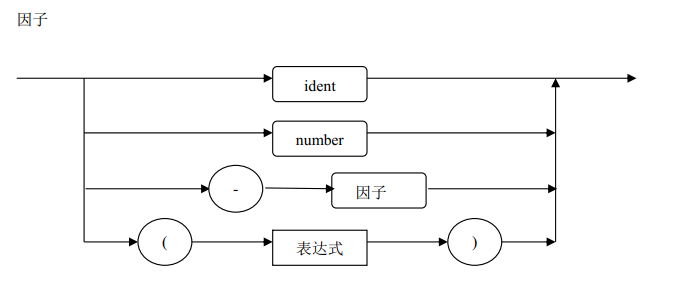 因子
ident
number
- 因子
( 表达式 )